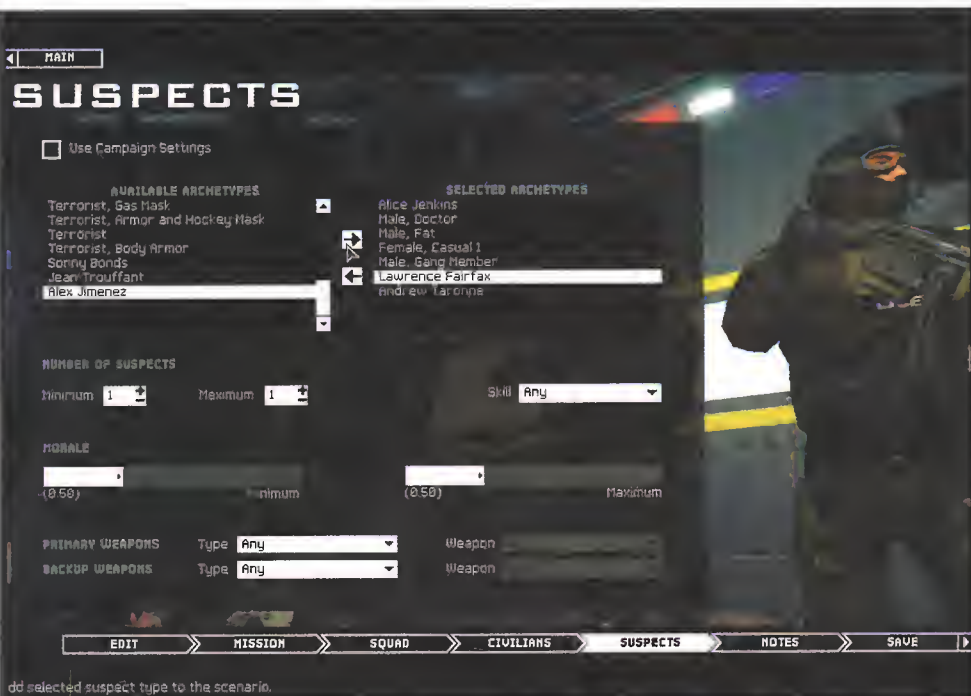 MAIN
SUSPECTS
Use Campaign Settings
AVAILABLE ARCHETYPES
Terrorist, Gas Mask
Terrorist, Armor and Hockey Mask
Terrorist
Terrorist, Body Armor
Sonny Bonds
Jean Trouffant
Alex Jimenez
SELECTED ARCHETYPES
Alice Jenkins
Male, Doctor
Male, Fat
Female, Casual 1
Male, Gang Member
Lawrence Fairfax
Andrew Taronne
NUMBER OF SUSPECTS
Minimum 1 Maximum 1 Skill Any
MORALE
(0.50) Minimum (0.50) Maximum
PRIMARY WEAPONS Type Any Weapon
BACKUP WEAPONS Type Any Weapon
EDIT MISSION SQUAD CIVILIANS SUSPECTS NOTES SAVE
dd selected suspect type to the scenario.